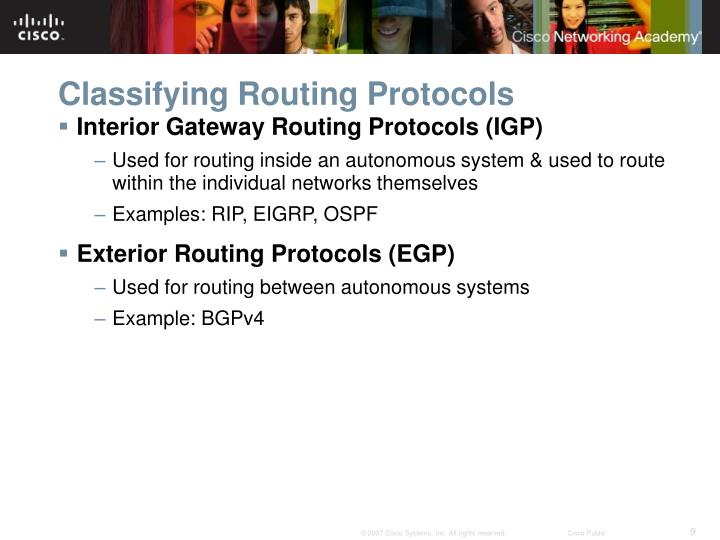 CISCO.
Cisco Networking Academy®
Classifying Routing Protocols
▪ Interior Gateway Routing Protocols (IGP)
– Used for routing inside an autonomous system & used to route
within the individual networks themselves
– Examples: RIP, EIGRP, OSPF
▪ Exterior Routing Protocols (EGP)
– Used for routing between autonomous systems
– Example: BGPv4
© 2007 Cisco Systems, Inc. All rights reserved. Cisco Public 9